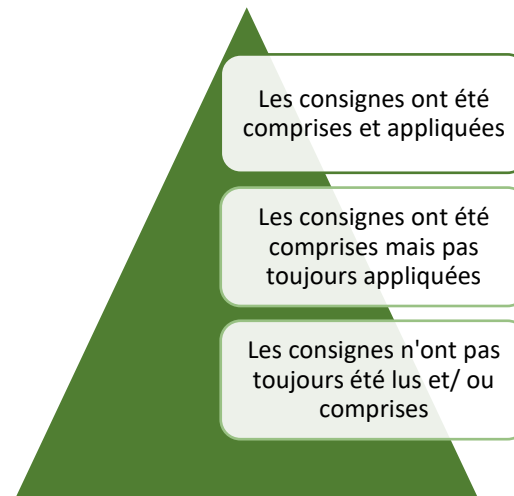 Les consignes ont été
comprises et appliquées
Les consignes ont été
comprises mais pas
toujours appliquées
Les consignes n'ont pas
toujours été lus et/ ou
comprises